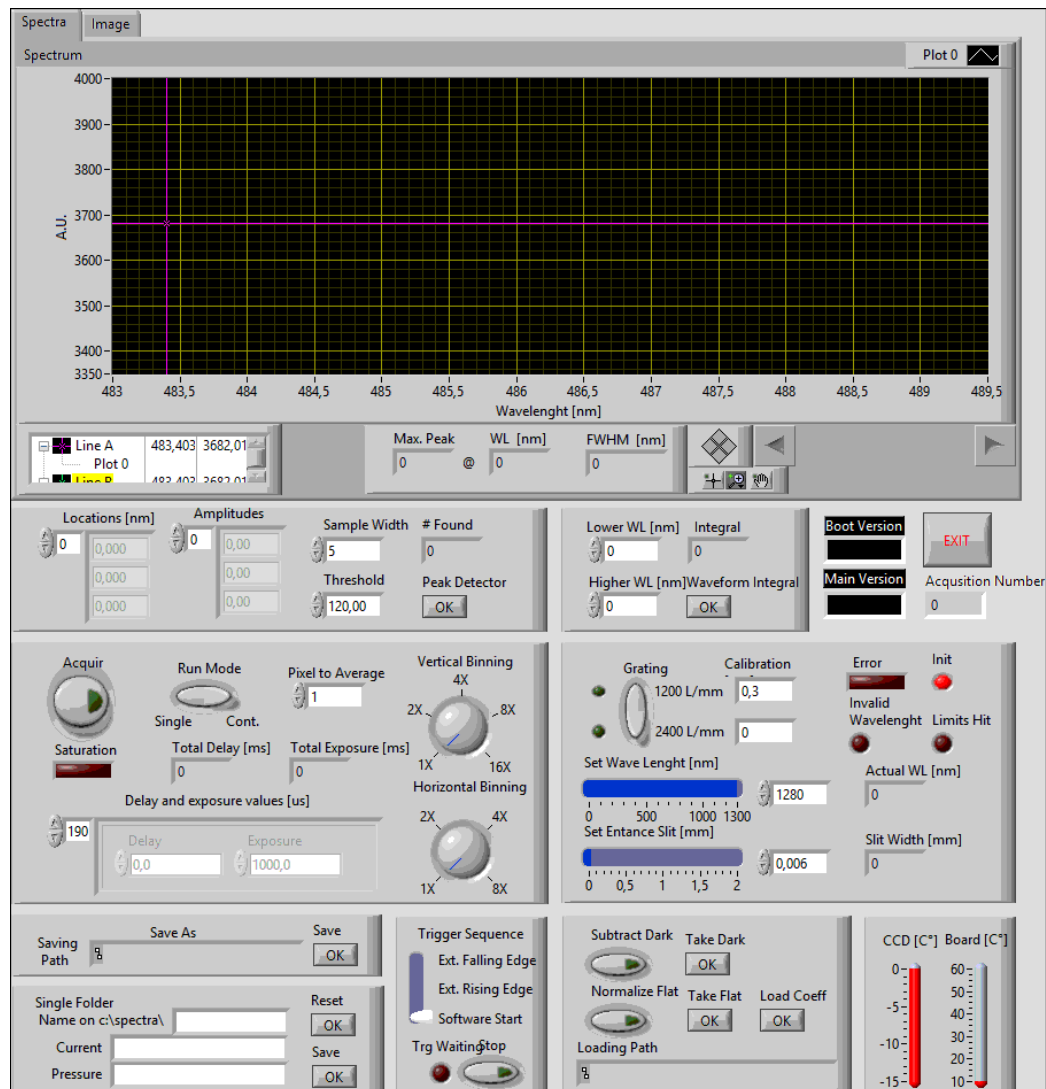 Spectra Image
Spectrum Plot 0
4000
3900
3800
3700
3600
3500
3400
3350
A.U.
483 483,5 484 484,5 485 485,5 486 486,5 487 487,5 488 488,5 489 489,5
Wavelenght [nm]
Line A 483,403 3682,01
Plot 0
Line B 483,403 3682,01
Max. Peak WL [nm] FWHM [nm]
0 @ 0 0
Locations [nm] Amplitudes Sample Width # Found
0 0,000 0 0,00 5 0
0,000 0,00 Threshold Peak Detector
0,000 0,00 120,00 OK
Lower WL [nm] Integral
0 0
Higher WL [nm] Waveform Integral
0 OK
Boot Version
Main Version
EXIT
Acqusition Number
0
Acquir Run Mode Pixel to Average
1
Single Cont.
Saturation Total Delay [ms] Total Exposure [ms]
0 0
Delay and exposure values [us]
190 Delay Exposure
0,0 1000,0
Vertical Binning
4X
2X 8X
1X 16X
Horizontal Binning
2X 4X
1X 8X
Grating Calibration
1200 L/mm 0,3
2400 L/mm 0
Error Init
Invalid
Wavelenght Limits Hit
Set Wave Lenght [nm]
1280
0 500 1000 1300
Actual WL [nm]
0
Set Entance Slit [mm]
0,006
0 0,5 1 1,5 2
Slit Width [mm]
0
Saving
Path
Save As Save
OK
Single Folder
Name on c:\spectra\
Reset
OK
Current Save
Pressure OK
Trigger Sequence
Ext. Falling Edge
Ext. Rising Edge
Software Start
Trg Waiting Stop
Subtract Dark Take Dark
OK
Normalize Flat Take Flat Load Coeff
OK OK
Loading Path
CCD [C°] Board [C°]
0 60
50
-5 40
-10 30
20
-15 10